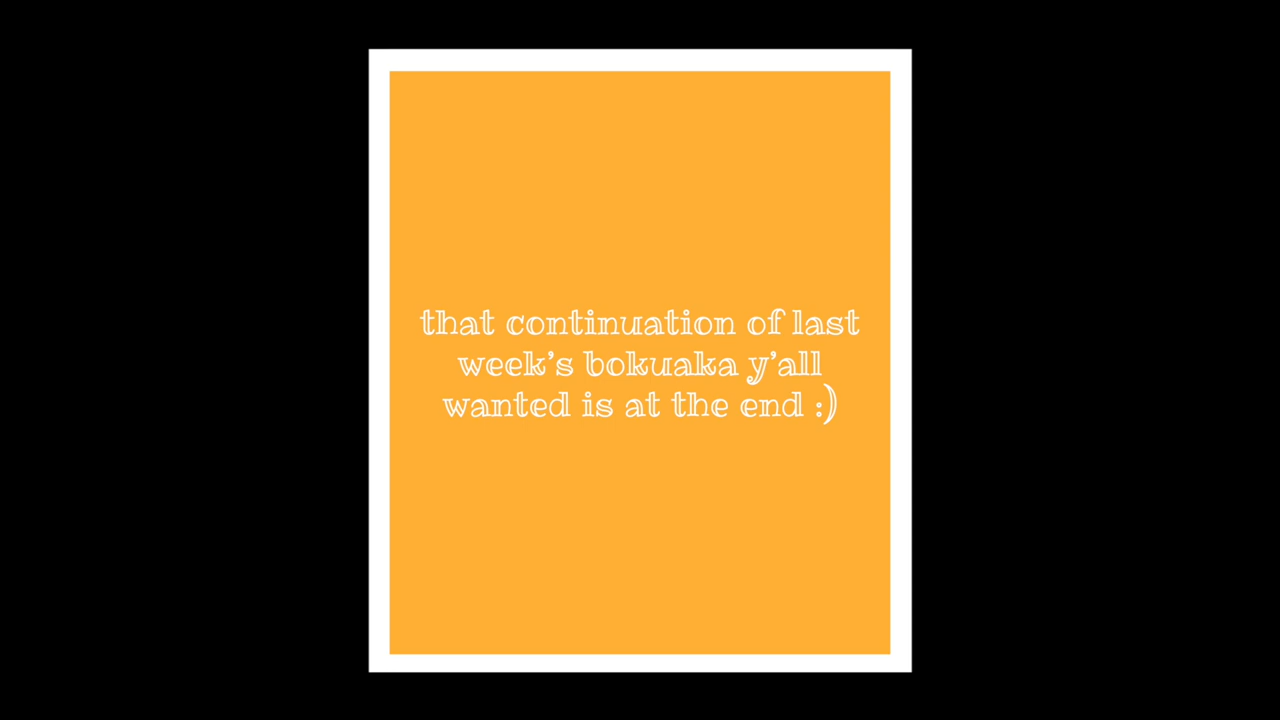 that continuation of last
week's bokuaka y'all
wanted is at the end :)